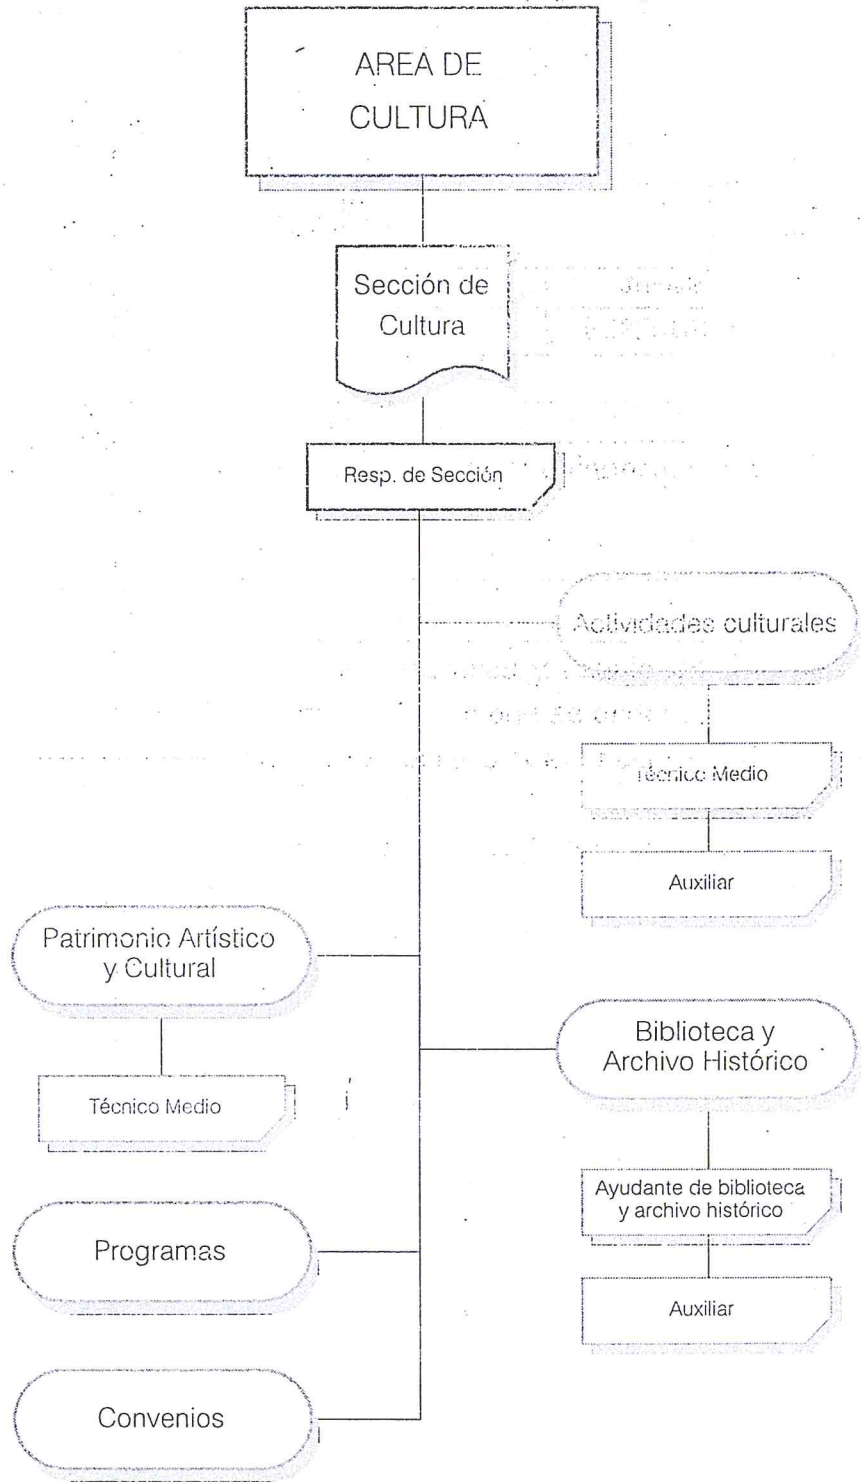 AREA DE
CULTURA
Sección de
Cultura
Resp. de Sección
Actividades culturales
Técnico Medio
Auxiliar
Patrimonio Artístico
y Cultural
Técnico Medio
Biblioteca y
Archivo Histórico
Ayudante de biblioteca
y archivo histórico
Auxiliar
Programas
Convenios